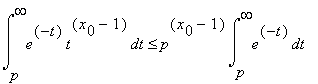 ∫_p^∞ e^(-t) t^(x_0 - 1) dt ≤ p^(x_0 - 1) ∫_p^∞ e^(-t) dt